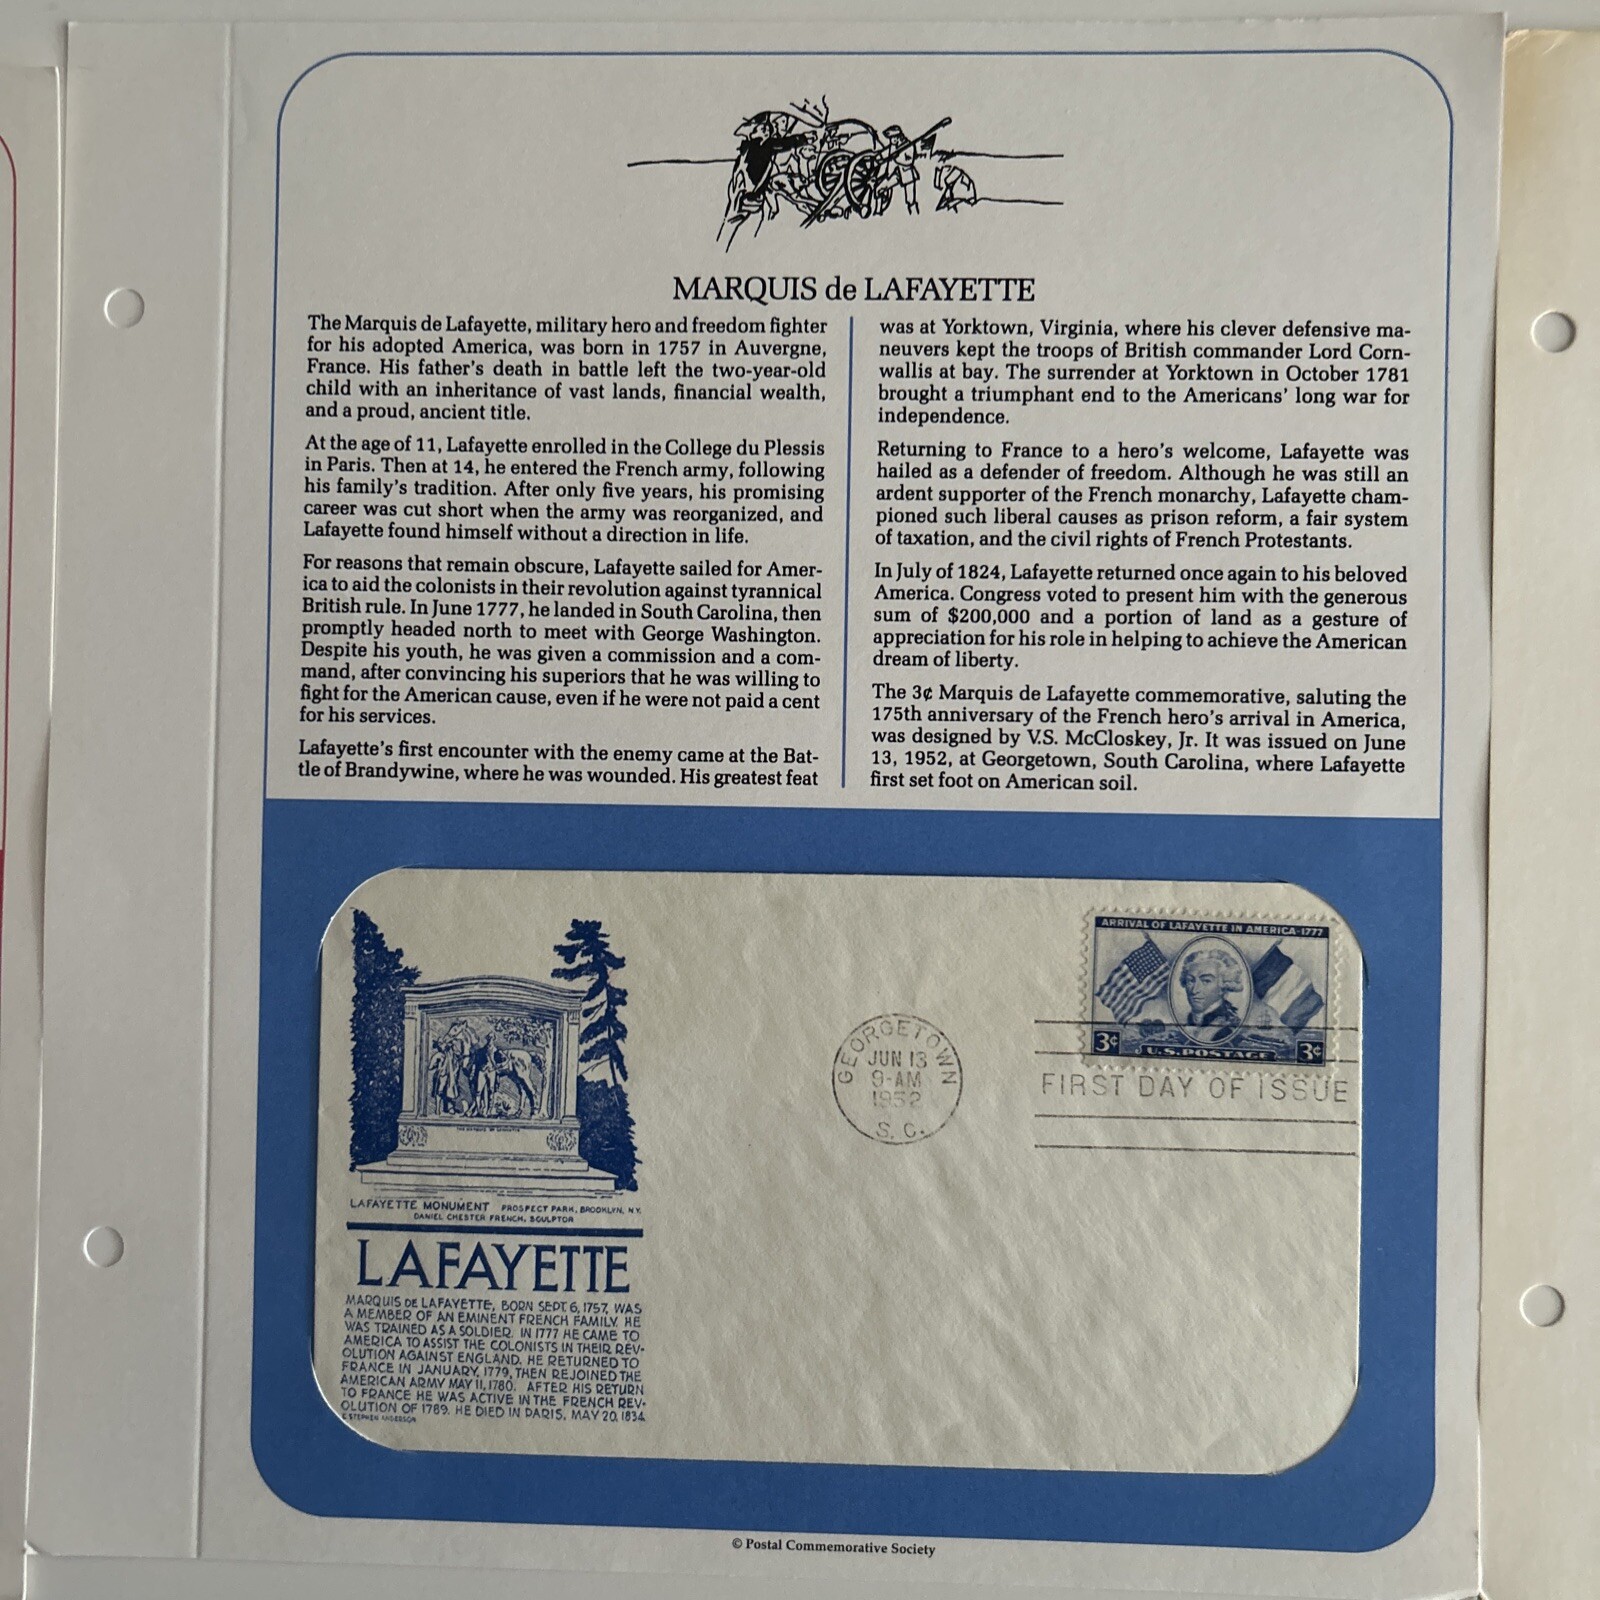 MARQUIS de LAFAYETTE
The Marquis de Lafayette, military hero and freedom fighter
for his adopted America, was born in 1757 in Auvergne,
France. His father's death in battle left the two-year-old
child with an inheritance of vast lands, financial wealth,
and a proud, ancient title.
At the age of 11, Lafayette enrolled in the College du Plessis
in Paris. Then at 14, he entered the French army, following
his family's tradition. After only five years, his promising
career was cut short when the army was reorganized, and
Lafayette found himself without a direction in life.
For reasons that remain obscure, Lafayette sailed for Amer-
ica to aid the colonists in their revolution against tyrannical
British rule. In June 1777, he landed in South Carolina, then
promptly headed north to meet with George Washington.
Despite his youth, he was given a commission and a com-
mand, after convincing his superiors that he was willing to
fight for the American cause, even if he were not paid a cent
for his services.
Lafayette's first encounter with the enemy came at the Bat-
tle of Brandywine, where he was wounded. His greatest feat
was at Yorktown, Virginia, where his clever defensive ma-
neuvers kept the troops of British commander Lord Corn-
wallis at bay. The surrender at Yorktown in October 1781
brought a triumphant end to the Americans' long war for
independence.
Returning to France to a hero's welcome, Lafayette was
hailed as a defender of freedom. Although he was still an
ardent supporter of the French monarchy, Lafayette cham-
pioned such liberal causes as prison reform, a fair system
of taxation, and the civil rights of French Protestants.
In July of 1824, Lafayette returned once again to his beloved
America. Congress voted to present him with the generous
sum of $200,000 and a portion of land as a gesture of
appreciation for his role in helping to achieve the American
dream of liberty.
The 3¢ Marquis de Lafayette commemorative, saluting the
175th anniversary of the French hero's arrival in America,
was designed by V.S. McCloskey, Jr. It was issued on June
13, 1952, at Georgetown, South Carolina, where Lafayette
first set foot on American soil.
ARRIVAL OF LAFAYETTE IN AMERICA-1777
3¢ U.S. POSTAGE 3¢
GEORGETOWN
JUN 13
9-AM
1952
S. C.
FIRST DAY OF ISSUE
LAFAYETTE MONUMENT PROSPECT PARK, BROOKLYN, N.Y.
DANIEL CHESTER FRENCH, SCULPTOR
LAFAYETTE
MARQUIS DE LAFAYETTE, BORN SEPT. 6, 1757, WAS
A MEMBER OF AN EMINENT FRENCH FAMILY. HE
WAS TRAINED AS A SOLDIER. IN 1777 HE CAME TO
AMERICA TO ASSIST THE COLONISTS IN THEIR REV-
OLUTION AGAINST ENGLAND. HE RETURNED TO
FRANCE IN JANUARY, 1779, THEN REJOINED THE
AMERICAN ARMY MAY 11, 1780. AFTER HIS RETURN
TO FRANCE HE WAS ACTIVE IN THE FRENCH REV-
OLUTION OF 1789. HE DIED IN PARIS, MAY 20, 1834
© STEPHEN ANDERSON
© Postal Commemorative Society